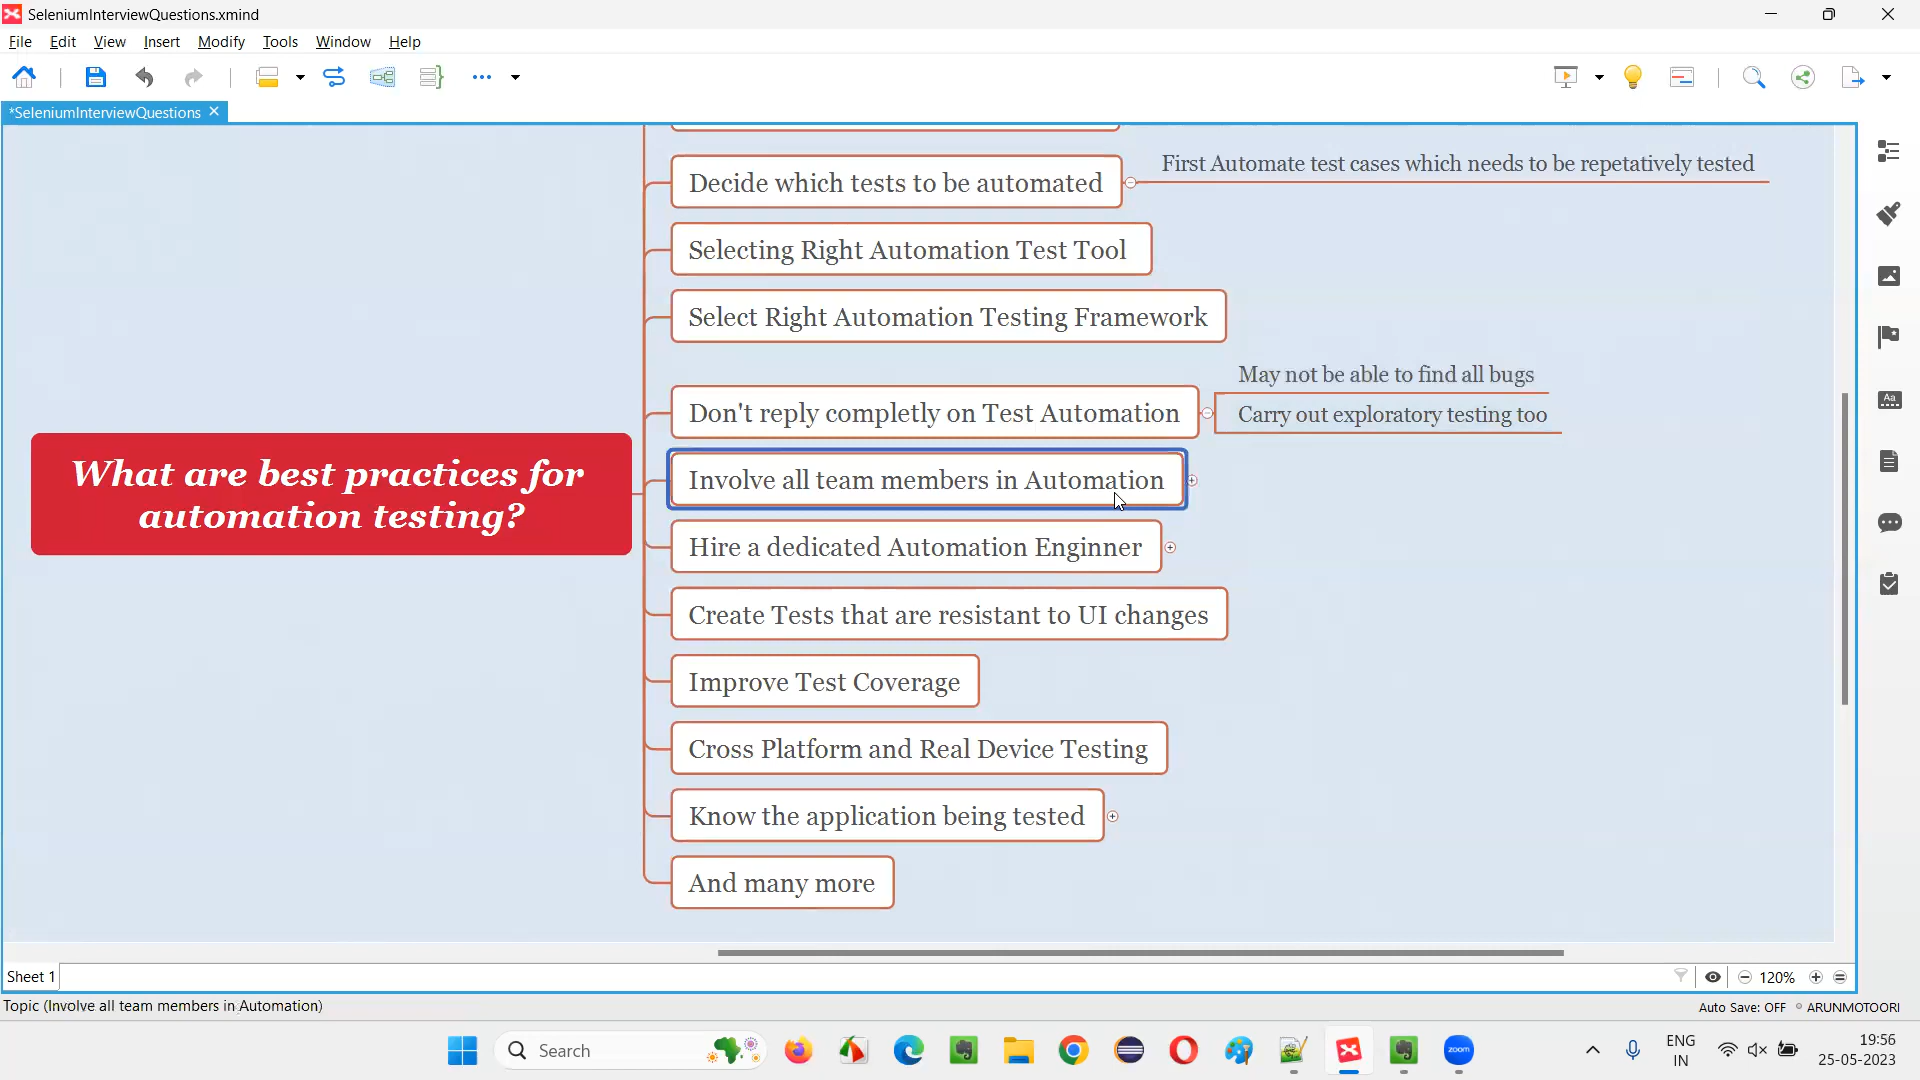 SeleniumInterviewQuestions.xmind
File Edit View Insert Modify Tools Window Help
*SeleniumInterviewQuestions
Decide which tests to be automated
First Automate test cases which needs to be repetatively tested
Selecting Right Automation Test Tool
Select Right Automation Testing Framework
May not be able to find all bugs
Don't reply completly on Test Automation
Carry out exploratory testing too
What are best practices for
automation testing?
Involve all team members in Automation
Hire a dedicated Automation Enginner
Create Tests that are resistant to UI changes
Improve Test Coverage
Cross Platform and Real Device Testing
Know the application being tested
And many more
Aa
Sheet 1
120%
Topic (Involve all team members in Automation)
Auto Save: OFF
ARUNMOTOORI
Search
zoom
ENG
IN
19:56
25-05-2023